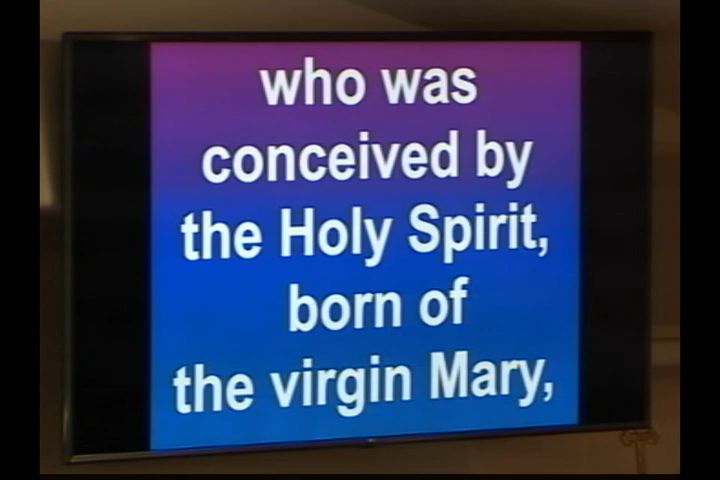 who was
conceived by
the Holy Spirit,
born of
the virgin Mary,